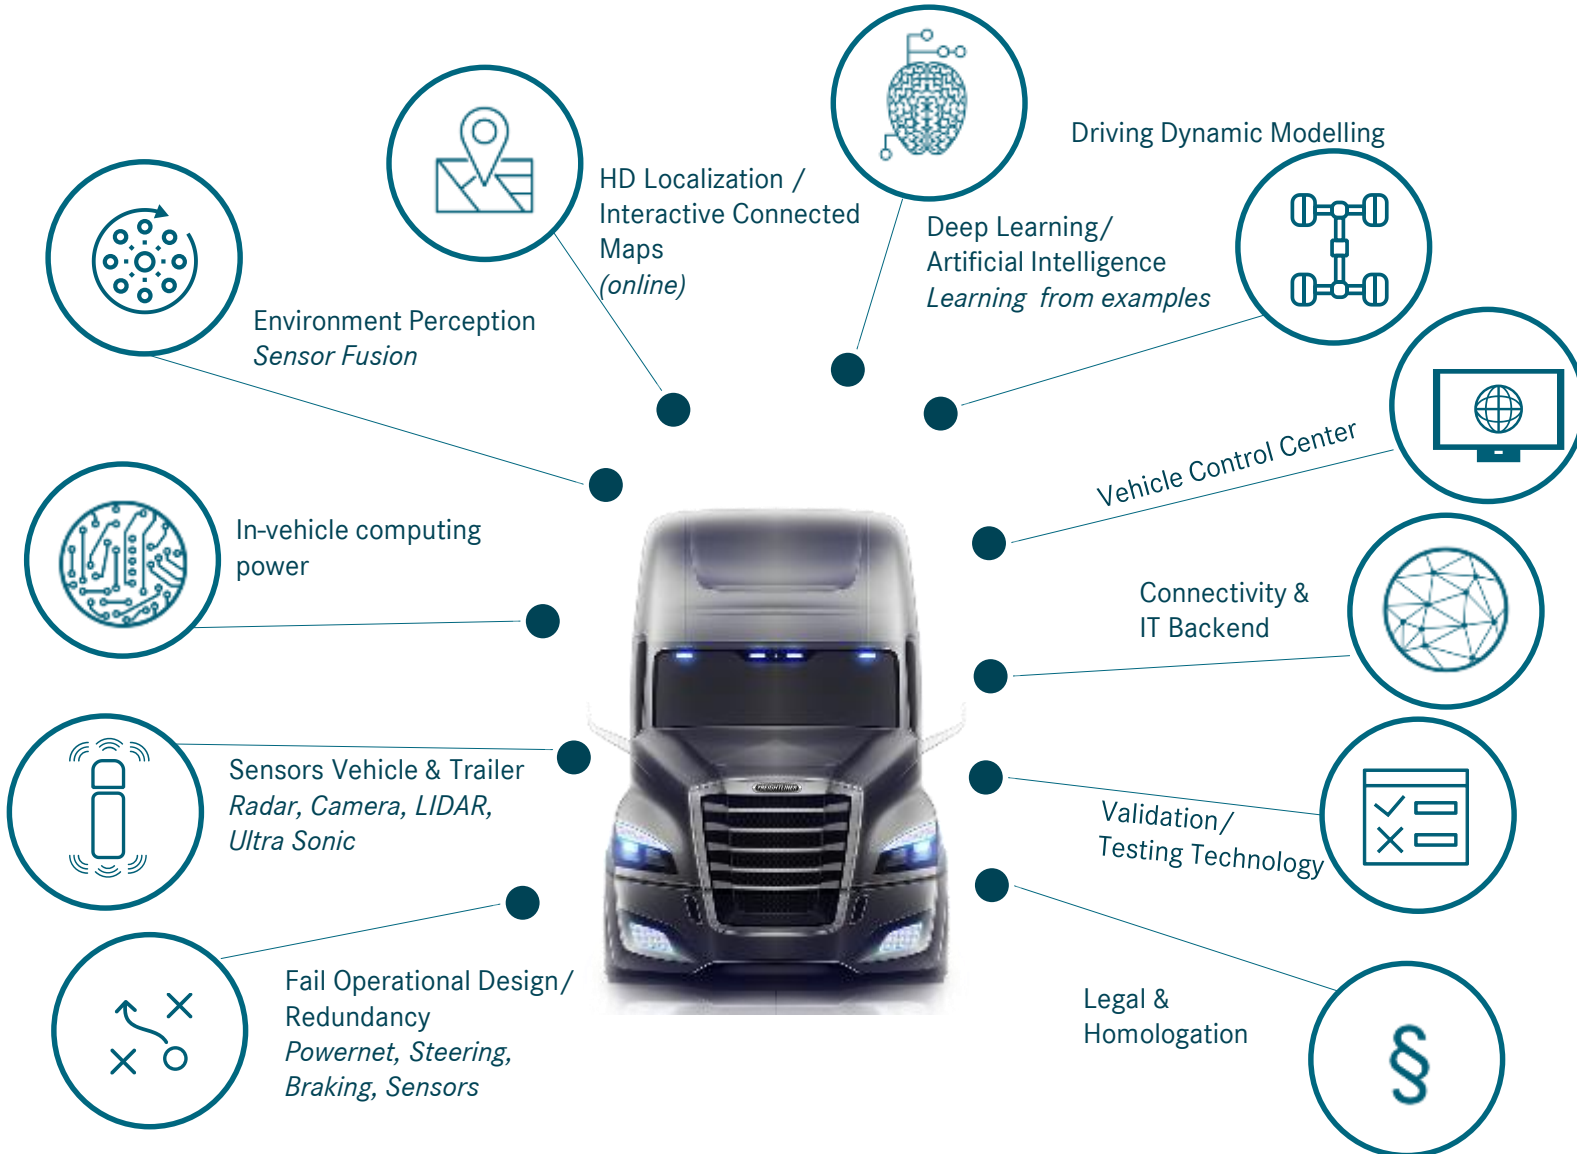 Driving Dynamic Modelling
HD Localization /
Interactive Connected
Maps
(online)
Deep Learning/
Artificial Intelligence
Learning from examples
Environment Perception
Sensor Fusion
Vehicle Control Center
In-vehicle computing
power
Connectivity &
IT Backend
Sensors Vehicle & Trailer
Radar, Camera, LIDAR,
Ultra Sonic
FREIGHTLINER
Validation/
Testing Technology
Fail Operational Design/
Redundancy
Powernet, Steering,
Braking, Sensors
Legal &
Homologation
§